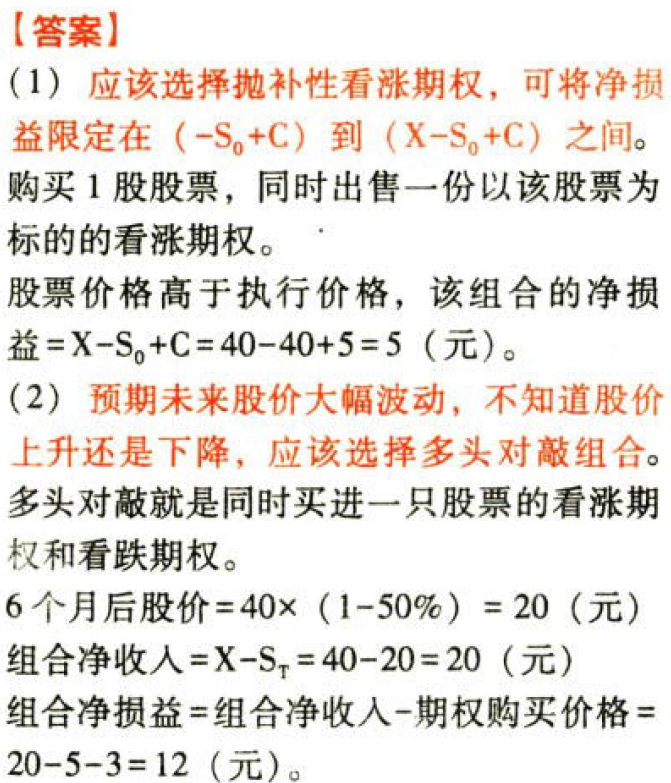 【答案】
(1) 应该选择抛补性看涨期权，可将净损
益限定在（-S₀+C）到（X-S₀+C）之间。
购买1股股票，同时出售一份以该股票为
标的的看涨期权。
股票价格高于执行价格，该组合的净损
益=X-S₀+C=40-40+5=5（元）。
(2) 预期未来股价大幅波动，不知道股价
上升还是下降，应该选择多头对敲组合。
多头对敲就是同时买进一只股票的看涨期
权和看跌期权。
6个月后股价=40×（1-50%）=20（元）
组合净收入=X-Sᴛ=40-20=20（元）
组合净损益=组合净收入-期权购买价格=
20-5-3=12（元）。